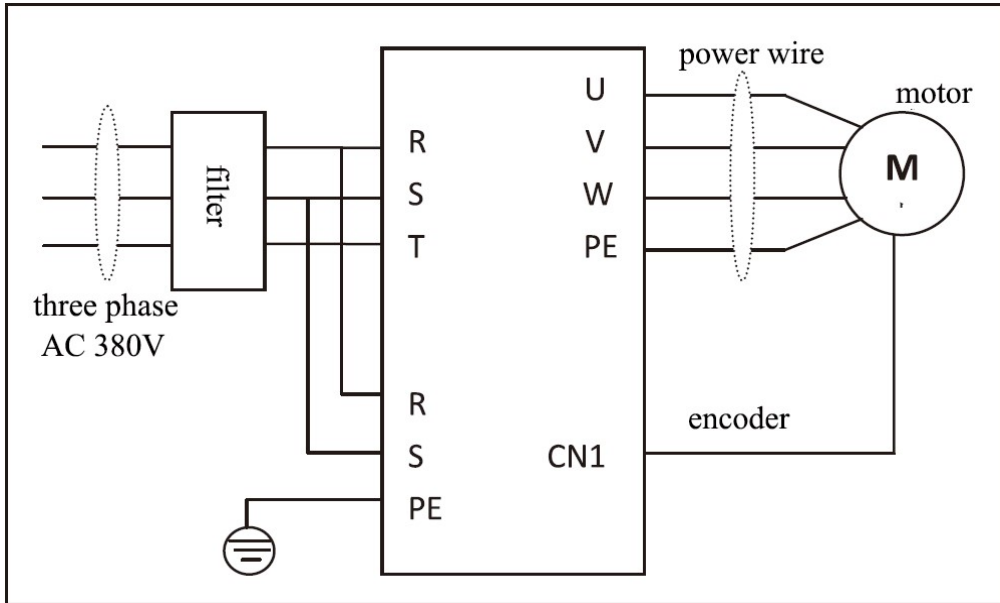 power wire
motor
U
R
V
M
filter
S
W
T
PE
three phase
AC 380V
R
encoder
S
CN1
PE